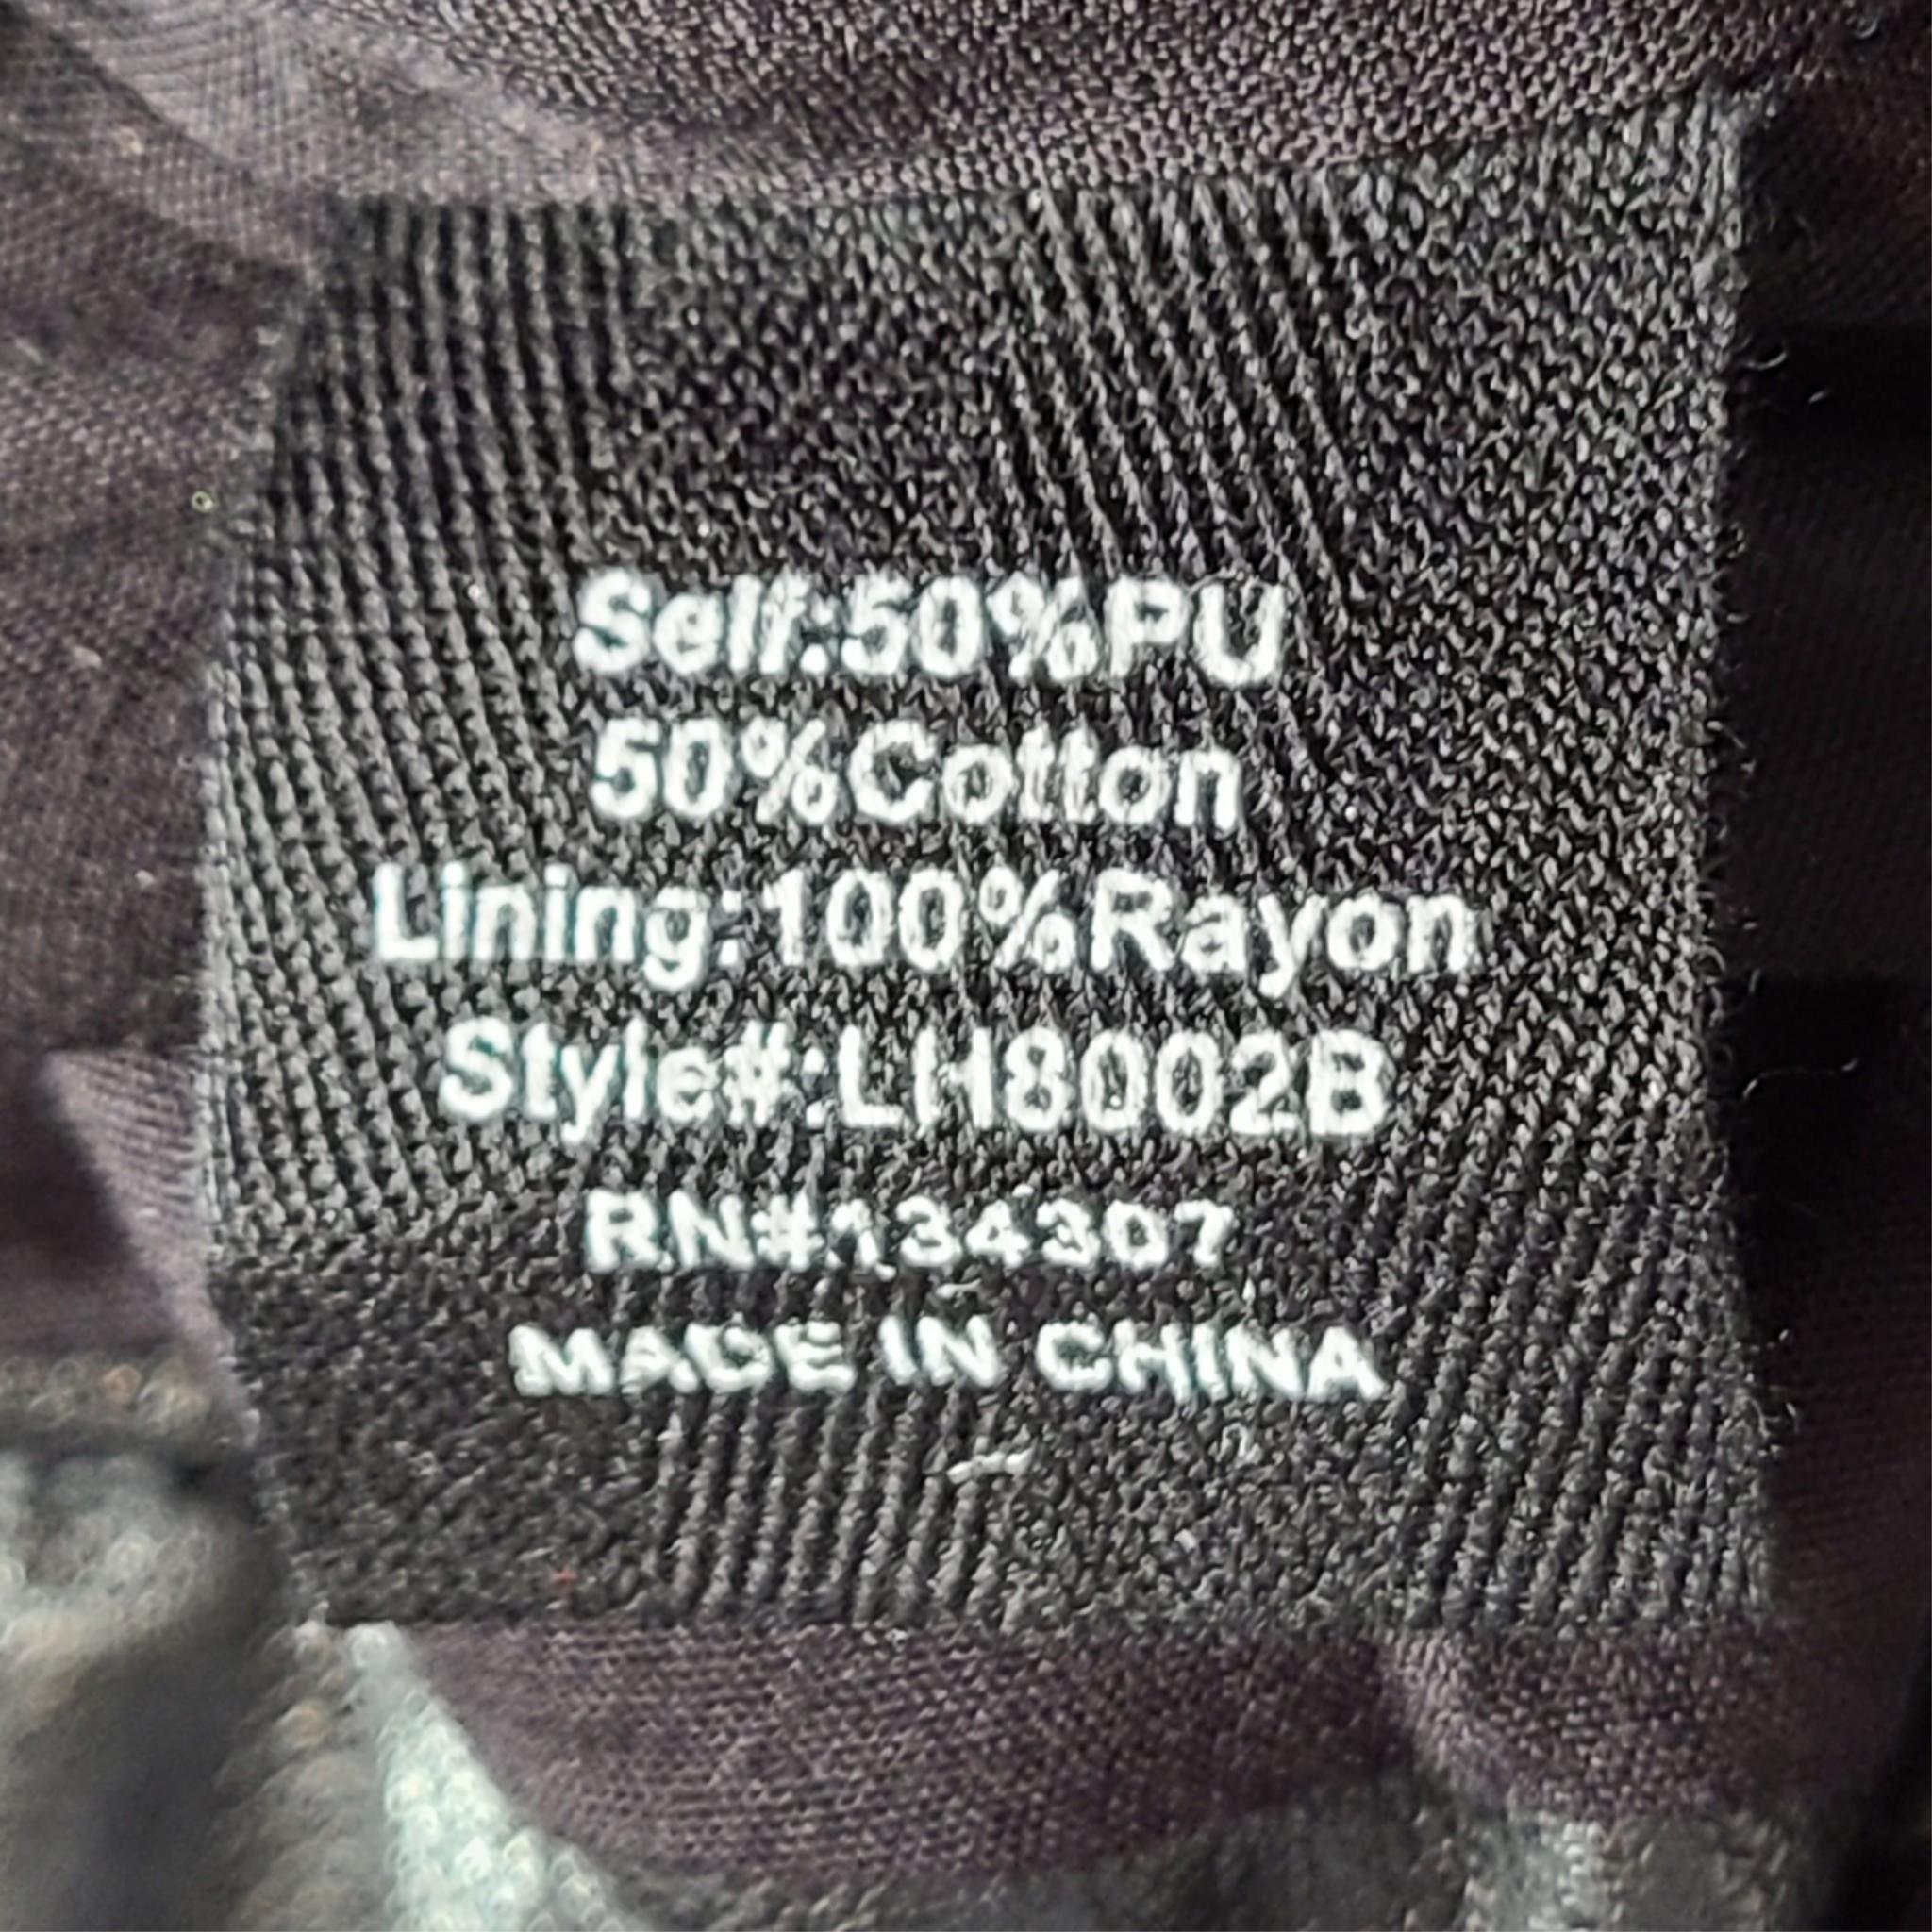 Self:50%PU
50%Cotton
Lining:100%Rayon
Style#:LH8002B
RN#134307
MADE IN CHINA